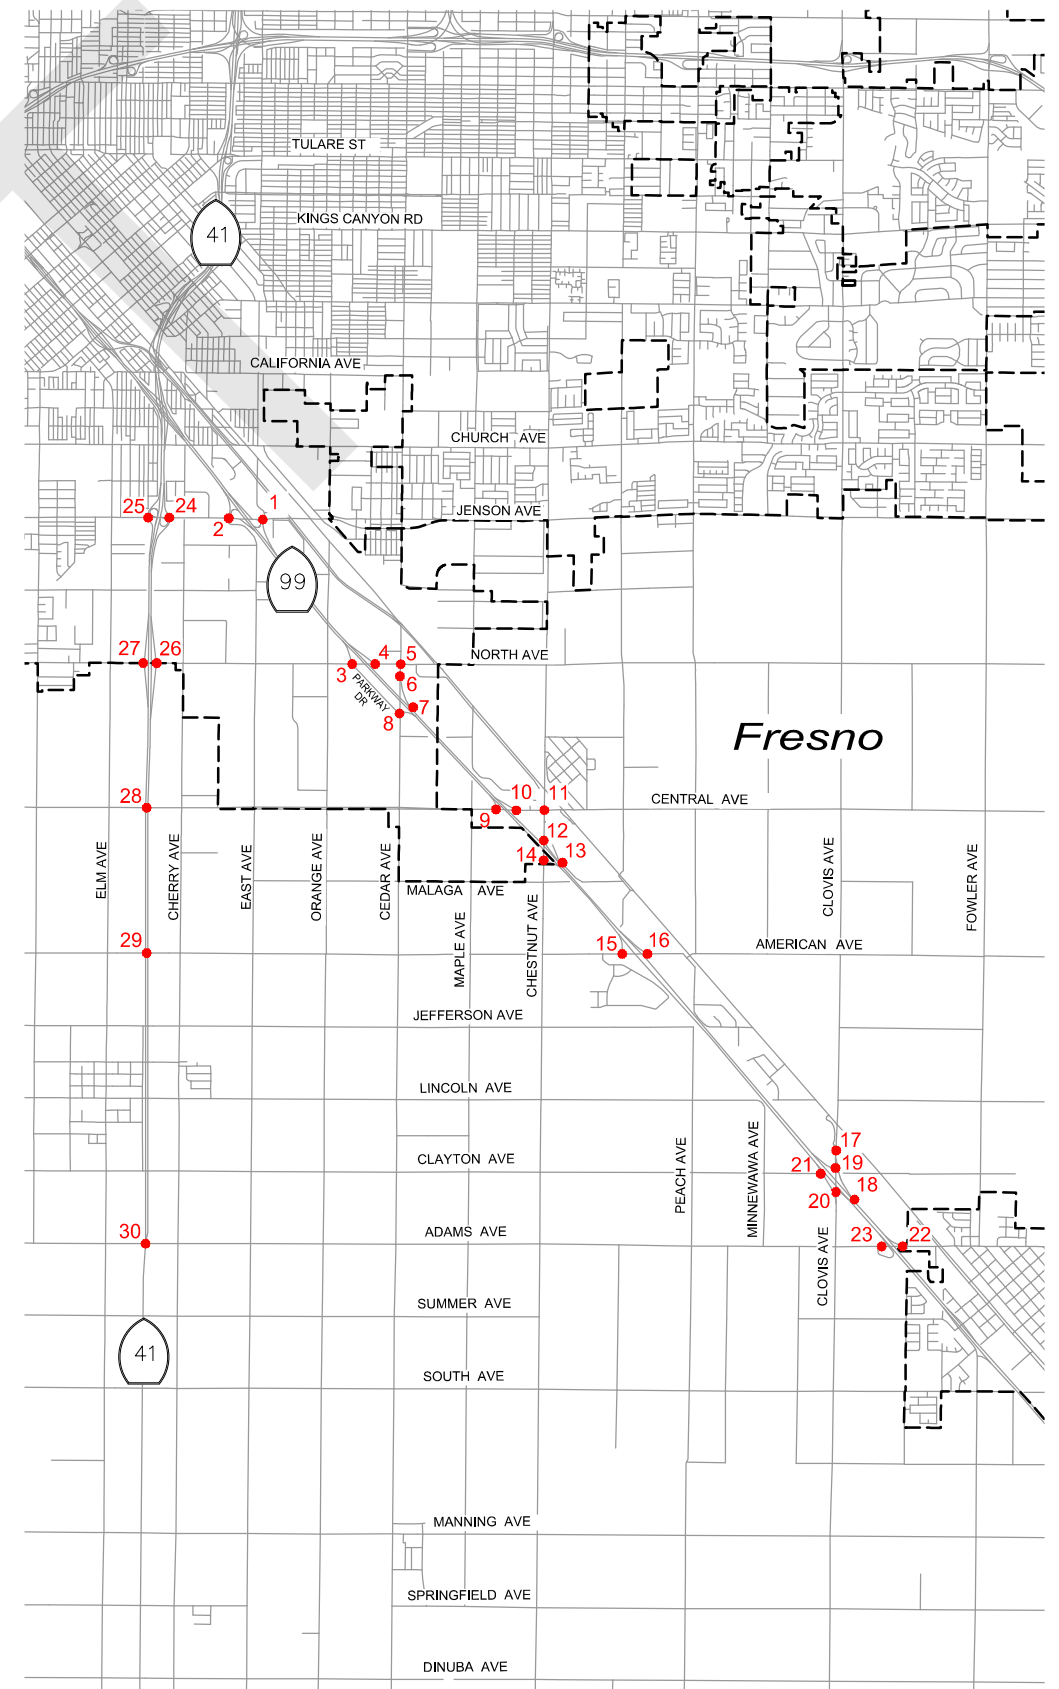 TULARE ST
KINGS CANYON RD
41
CALIFORNIA AVE
CHURCH AVE
JENSON AVE
25 24 2 1
99
NORTH AVE
27 26 3 4 5
6
PARKWAY
DR
7
8
Fresno
CENTRAL AVE
28 9 10 11
12
14 13
ELM AVE
CHERRY AVE
EAST AVE
ORANGE AVE
CEDAR AVE
MALAGA AVE
MAPLE AVE
CHESTNUT AVE
CLOVIS AVE
FOWLER AVE
29 15 16
AMERICAN AVE
JEFFERSON AVE
LINCOLN AVE
17
CLAYTON AVE
21 19
20 18
PEACH AVE
MINNEWAWA AVE
CLOVIS AVE
30
ADAMS AVE
23 22
SUMMER AVE
41
SOUTH AVE
MANNING AVE
SPRINGFIELD AVE
DINUBA AVE